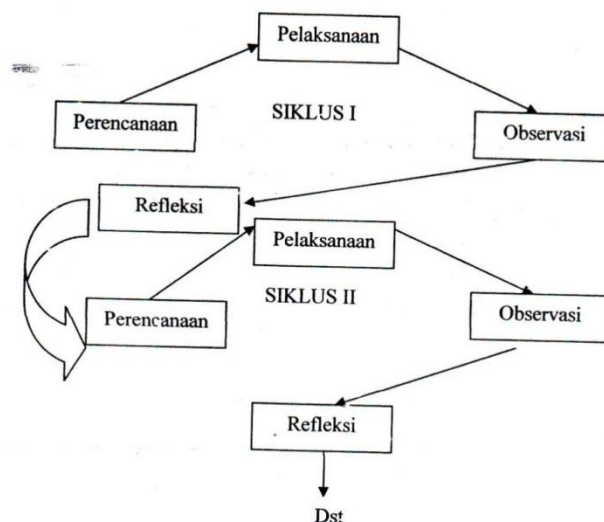 Pelaksanaan
Perencanaan
SIKLUS I
Observasi
Refleksi
Pelaksanaan
Perencanaan
SIKLUS II
Observasi
Refleksi
Dst